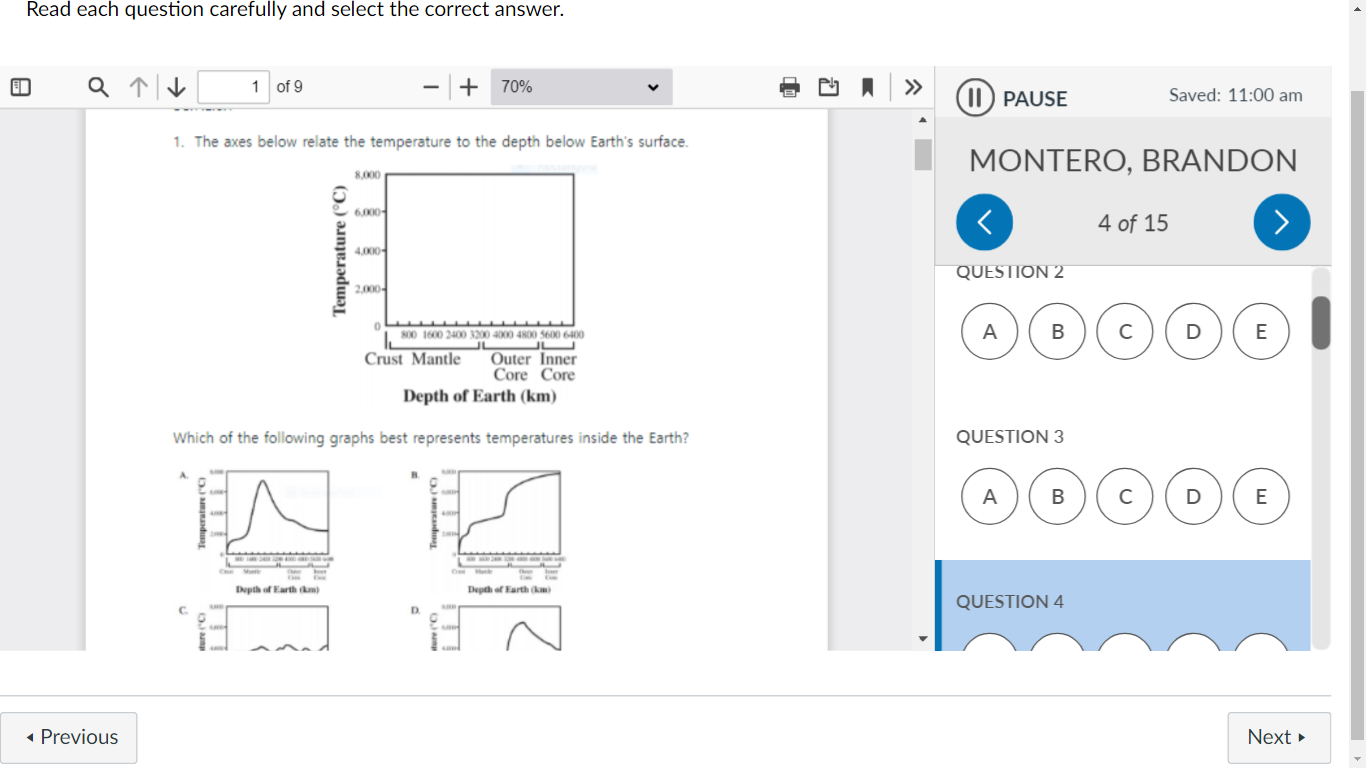 Read each question carefully and select the correct answer.
1 of 9
70%
PAUSE
Saved: 11:00 am
MONTERO, BRANDON
4 of 15
1. The axes below relate the temperature to the depth below Earth's surface.
Temperature (°C)
8,000
6,000
4,000
2,000
0
800 1600 2400 3200 4000 4800 5600 6400
Crust Mantle Outer Core Inner Core
Depth of Earth (km)
Which of the following graphs best represents temperatures inside the Earth?
A.
Temperature (°C)
Depth of Earth (km)
B.
Temperature (°C)
Depth of Earth (km)
C.
D.
QUESTION 2
A B C D E
QUESTION 3
A B C D E
QUESTION 4
Previous
Next